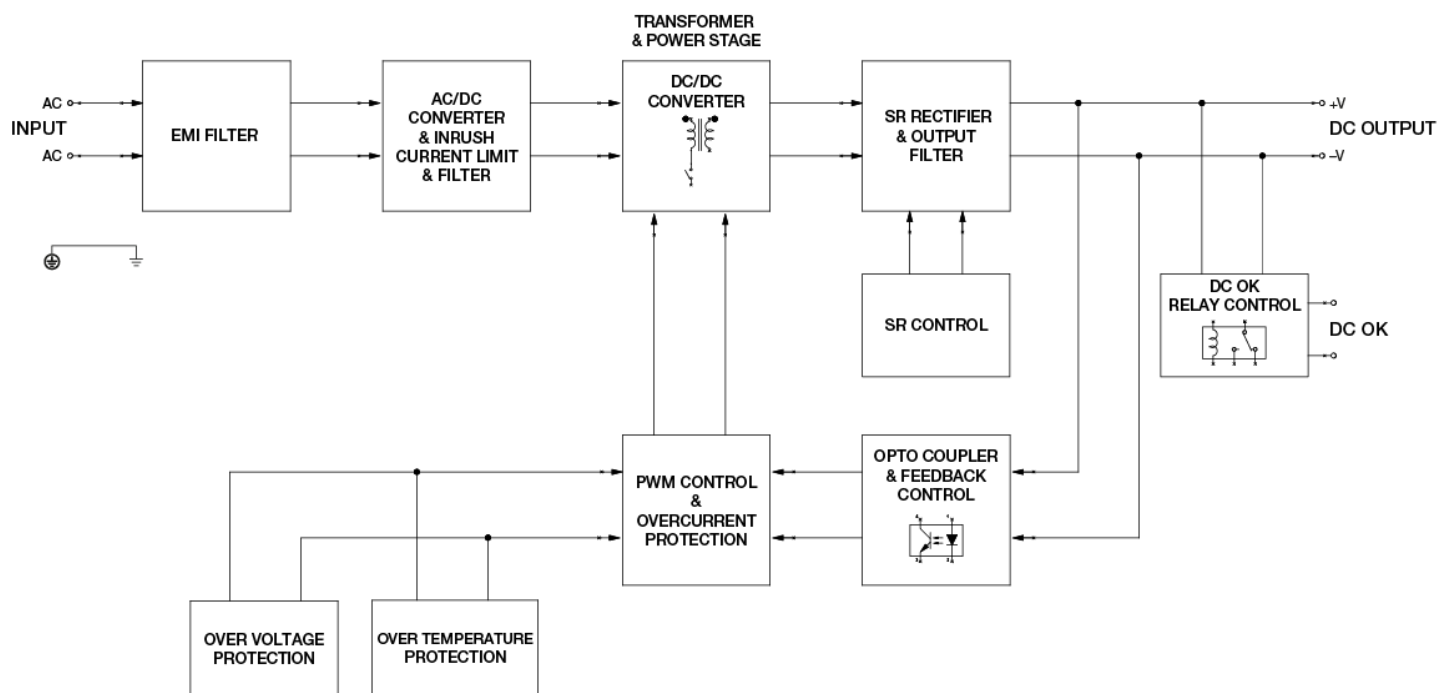 TRANSFORMER
& POWER STAGE
AC
INPUT
AC
EMI FILTER
AC/DC
CONVERTER
& INRUSH
CURRENT LIMIT
& FILTER
DC/DC
CONVERTER
SR RECTIFIER
& OUTPUT
FILTER
+V
DC OUTPUT
–V
SR CONTROL
DC OK
RELAY CONTROL
DC OK
PWM CONTROL
&
OVERCURRENT
PROTECTION
OPTO COUPLER
& FEEDBACK
CONTROL
OVER VOLTAGE
PROTECTION
OVER TEMPERATURE
PROTECTION